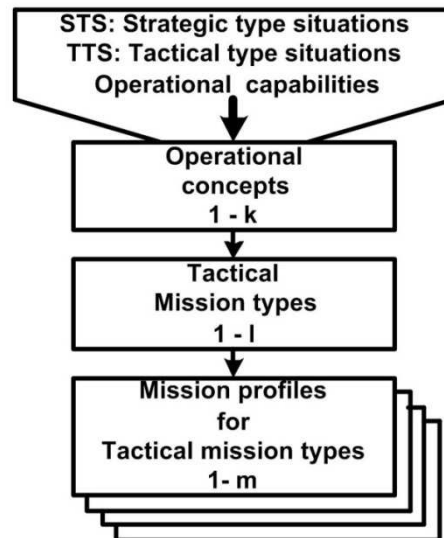 STS: Strategic type situations
TTS: Tactical type situations
Operational capabilities
Operational
concepts
1 - k
Tactical
Mission types
1 - l
Mission profiles
for
Tactical mission types
1- m